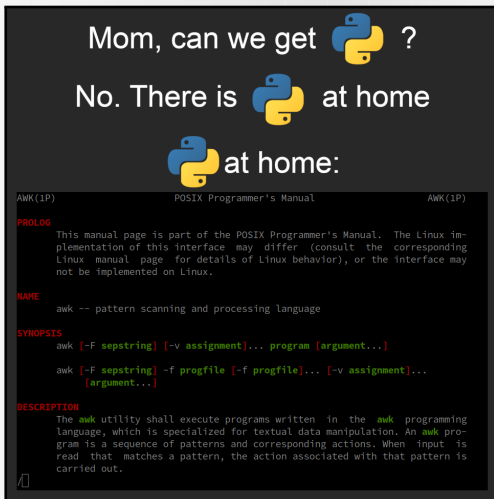 Mom, can we get ?
No. There is at home
at home:
AWK(1P) POSIX Programmer's Manual AWK(1P)
PROLOG
This manual page is part of the POSIX Programmer's Manual. The Linux im-
plementation of this interface may differ (consult the corresponding
Linux manual page for details of Linux behavior), or the interface may
not be implemented on Linux.
NAME
awk -- pattern scanning and processing language
SYNOPSIS
awk [-F sepstring] [-v assignment]... program [argument...]
awk [-F sepstring] -f progfile [-f progfile]... [-v assignment]...
[argument...]
DESCRIPTION
The awk utility shall execute programs written in the awk programming
language, which is specialized for textual data manipulation. An awk pro-
gram is a sequence of patterns and corresponding actions. When input is
read that matches a pattern, the action associated with that pattern is
carried out.
/